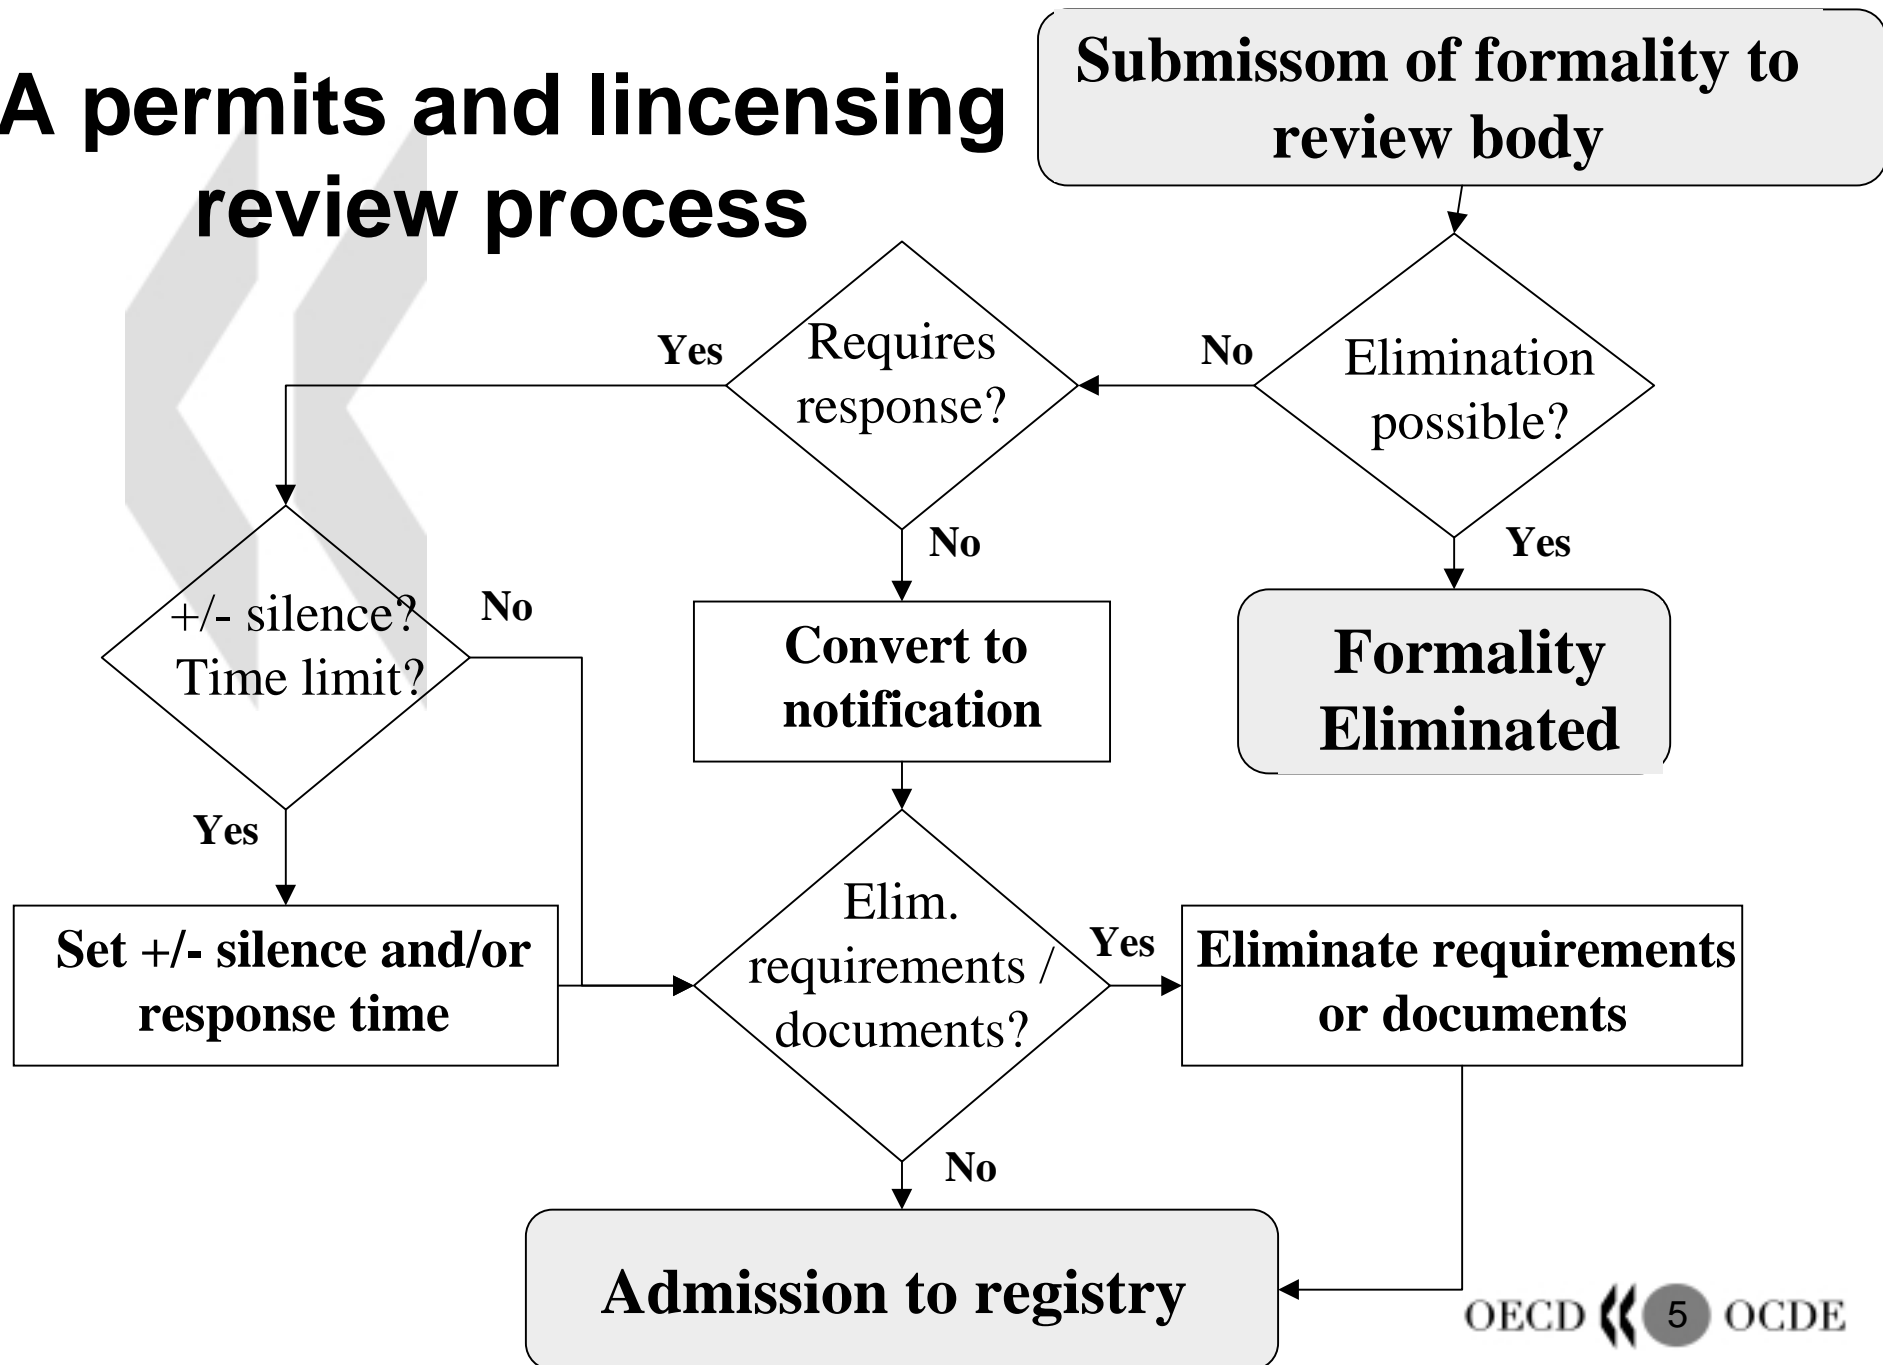 A permits and lincensing
review process
Submissom of formality to
review body
Elimination
possible?
No
Yes
Requires
response?
Yes
No
Formality
Eliminated
+/- silence?
Time limit?
No
Yes
Convert to
notification
Set +/- silence and/or
response time
Elim.
requirements /
documents?
Yes
No
Eliminate requirements
or documents
Admission to registry
OECD 5 OCDE